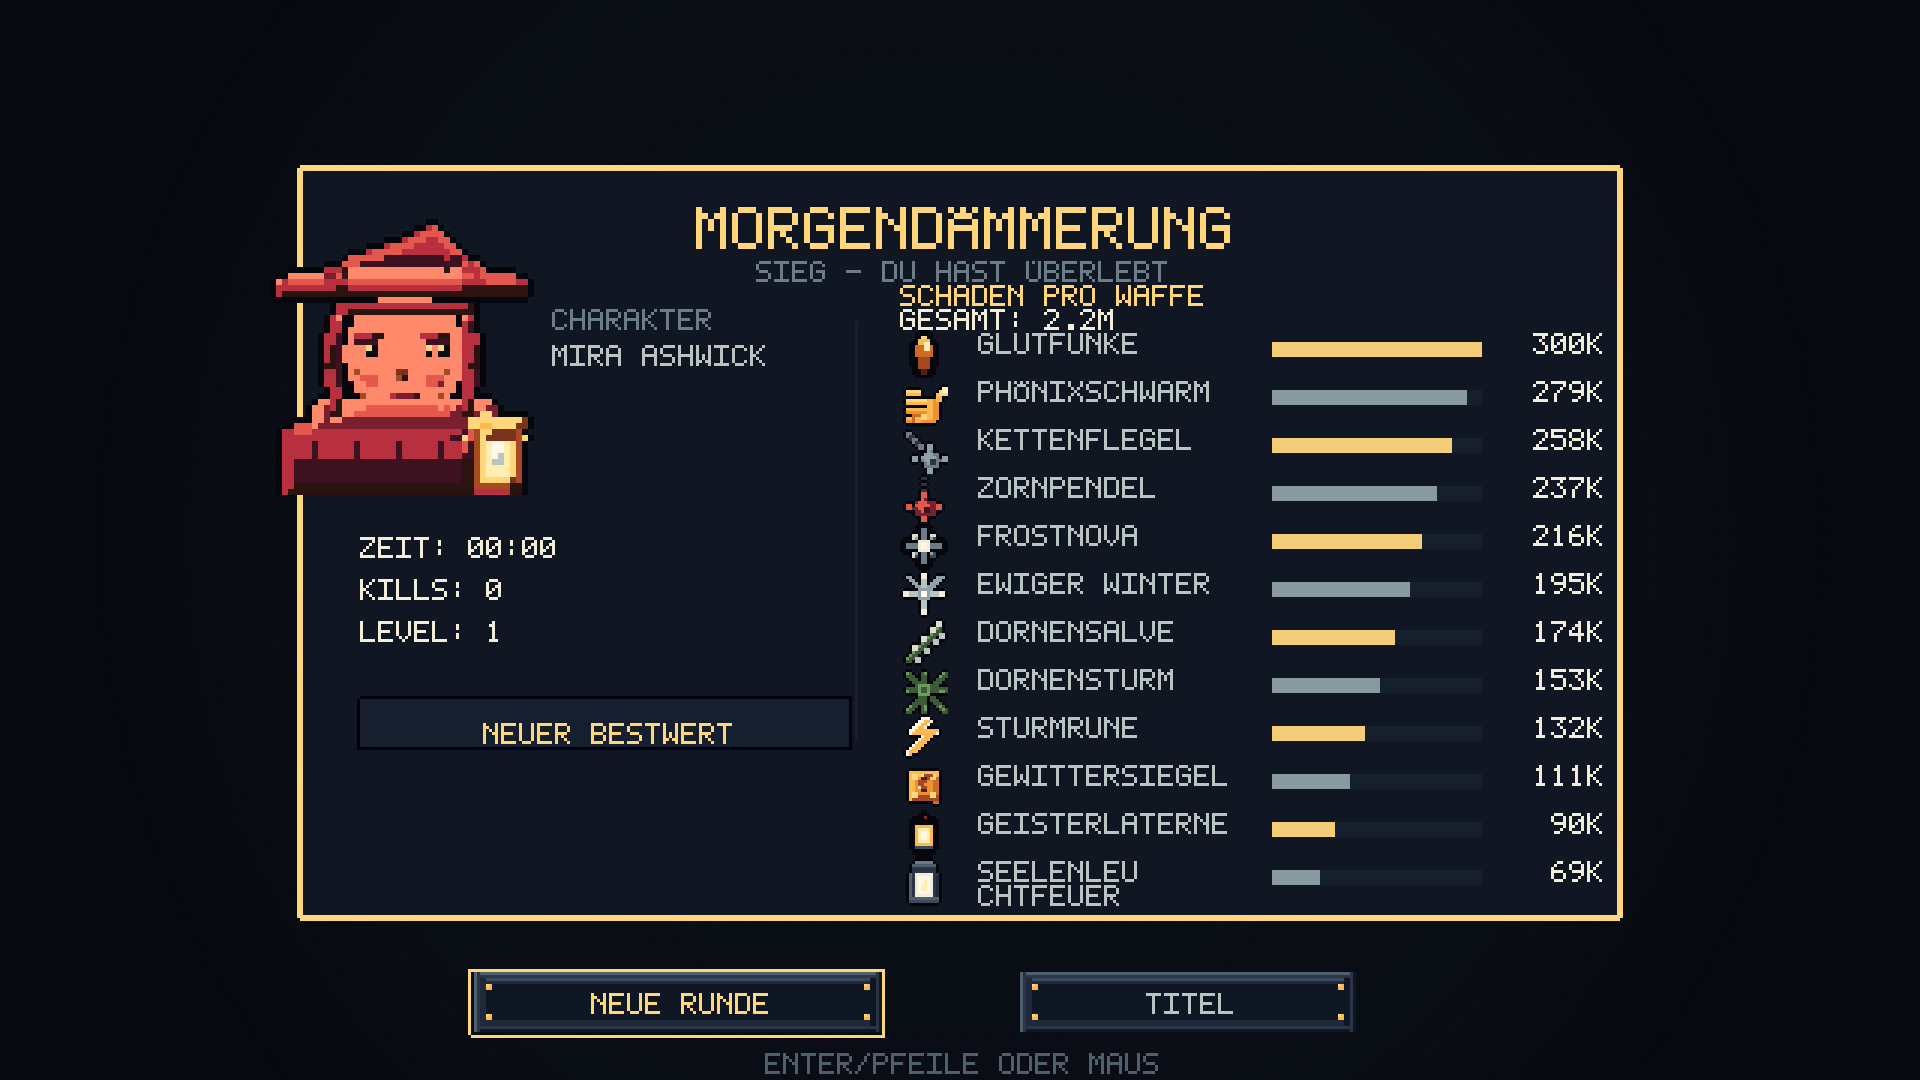 MORGENDÄMMERUNG
SIEG - DU HAST ÜBERLEBT
CHARAKTER
MIRA ASHWICK
ZEIT: 00:00
KILLS: 0
LEVEL: 1
NEUER BESTWERT
SCHADEN PRO WAFFE
GESAMT: 2.2M
GLUTFUNKE 300K
PHÖNIXSCHWARM 279K
KETTENFLEGEL 258K
ZORNPENDEL 237K
FROSTNOVA 216K
EWIGER WINTER 195K
DORNENSALVE 174K
DORNENSTURM 153K
STURMRUNE 132K
GEWITTERSIEGEL 111K
GEISTERLATERNE 90K
SEELENLEU 69K
CHTFEUER
NEUE RUNDE
TITEL
ENTER/PFEILE ODER MAUS